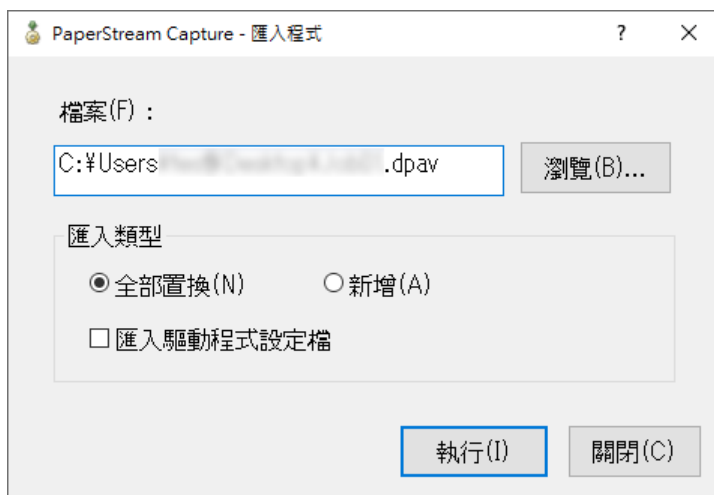 PaperStream Capture - 匯入程式
檔案(F)：
C:¥Users .dpav
瀏覽(B)...
匯入類型
全部置換(N) 新增(A)
匯入驅動程式設定檔
執行(I) 關閉(C)